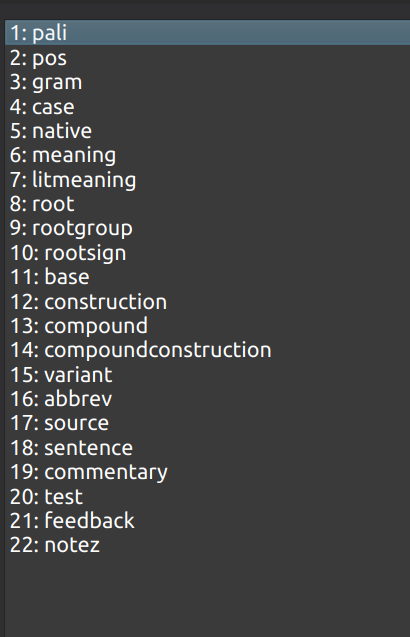 1: pali
2: pos
3: gram
4: case
5: native
6: meaning
7: litmeaning
8: root
9: rootgroup
10: rootsign
11: base
12: construction
13: compound
14: compoundconstruction
15: variant
16: abbrev
17: source
18: sentence
19: commentary
20: test
21: feedback
22: notez